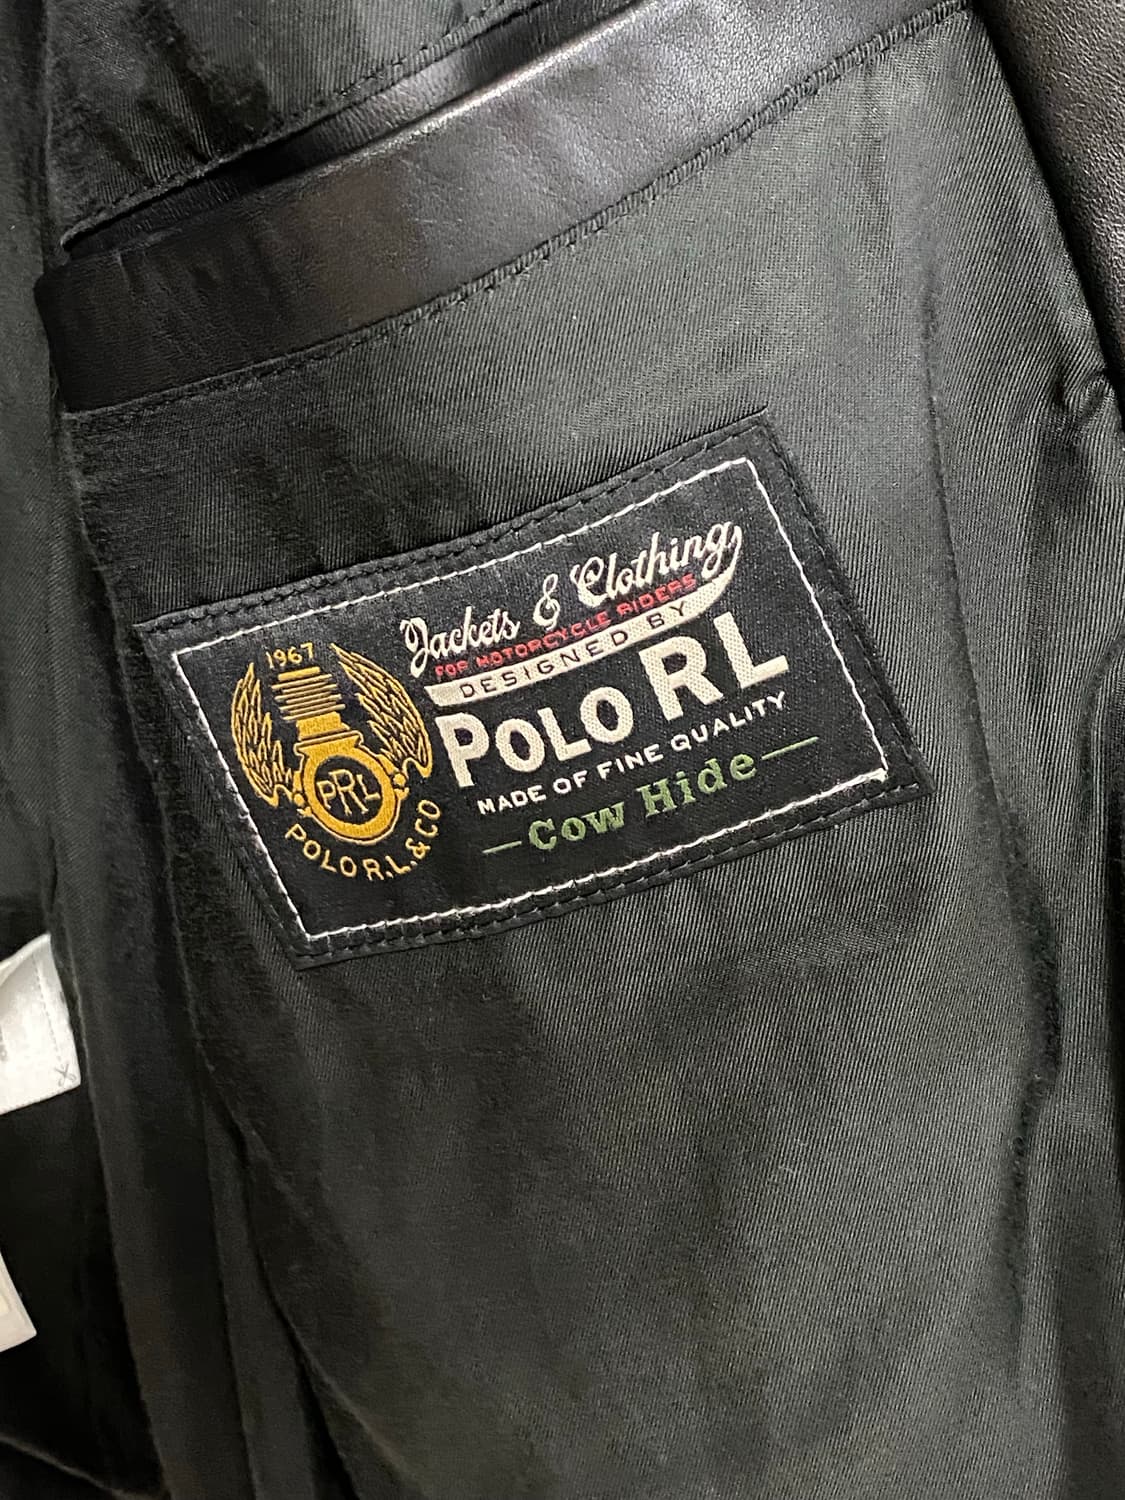 1967
PRL
POLO R.L. & CO
Jackets & Clothing
FOR MOTORCYCLE RIDERS
DESIGNED BY
POLO RL
MADE OF FINE QUALITY
—Cow Hide—